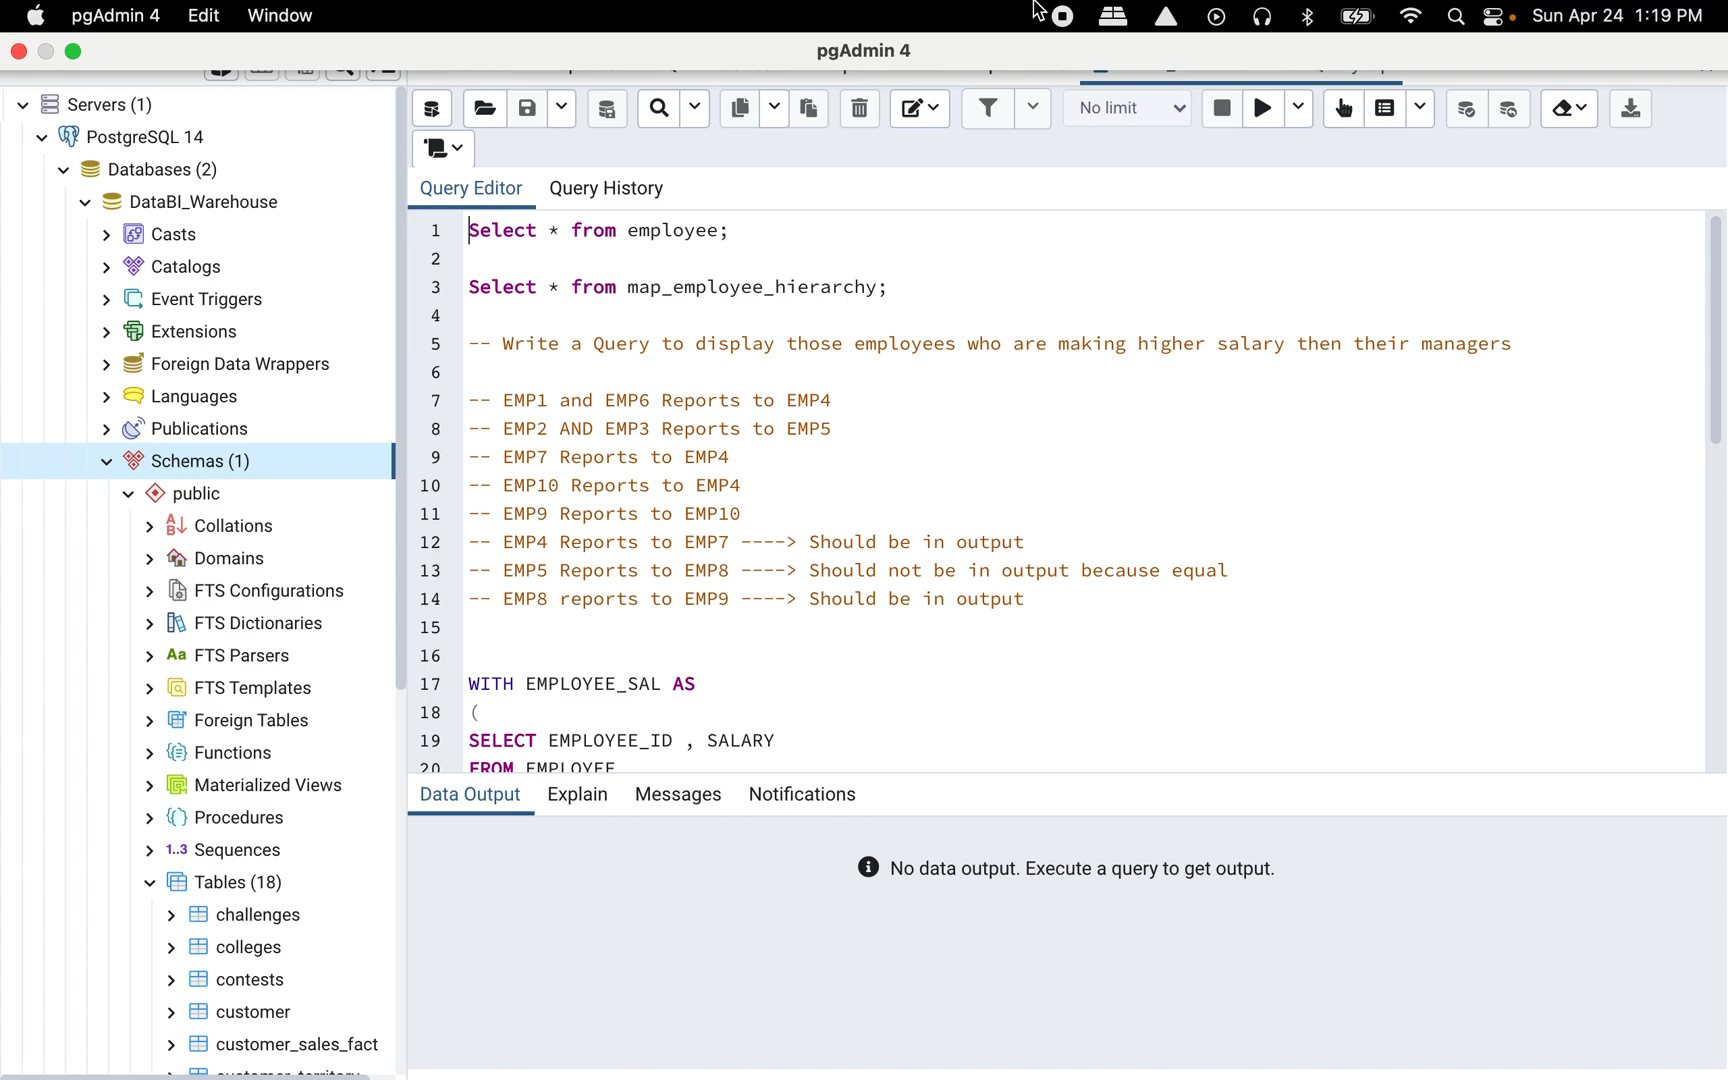 pgAdmin 4 Edit Window Sun Apr 24 1:19 PM
pgAdmin 4
Servers (1)
PostgreSQL 14
Databases (2)
DataBI_Warehouse
Casts
Catalogs
Event Triggers
Extensions
Foreign Data Wrappers
Languages
Publications
Schemas (1)
public
Collations
Domains
FTS Configurations
FTS Dictionaries
Aa FTS Parsers
FTS Templates
Foreign Tables
Functions
Materialized Views
Procedures
1..3 Sequences
Tables (18)
challenges
colleges
contests
customer
customer_sales_fact
No limit
Query Editor Query History
1 Select * from employee;
2
3 Select * from map_employee_hierarchy;
4
5 -- Write a Query to display those employees who are making higher salary then their managers
6
7 -- EMP1 and EMP6 Reports to EMP4
8 -- EMP2 AND EMP3 Reports to EMP5
9 -- EMP7 Reports to EMP4
10 -- EMP10 Reports to EMP4
11 -- EMP9 Reports to EMP10
12 -- EMP4 Reports to EMP7 ----> Should be in output
13 -- EMP5 Reports to EMP8 ----> Should not be in output because equal
14 -- EMP8 reports to EMP9 ----> Should be in output
15
16
17 WITH EMPLOYEE_SAL AS
18 (
19 SELECT EMPLOYEE_ID , SALARY
20 FROM EMPLOYEE
Data Output Explain Messages Notifications
No data output. Execute a query to get output.